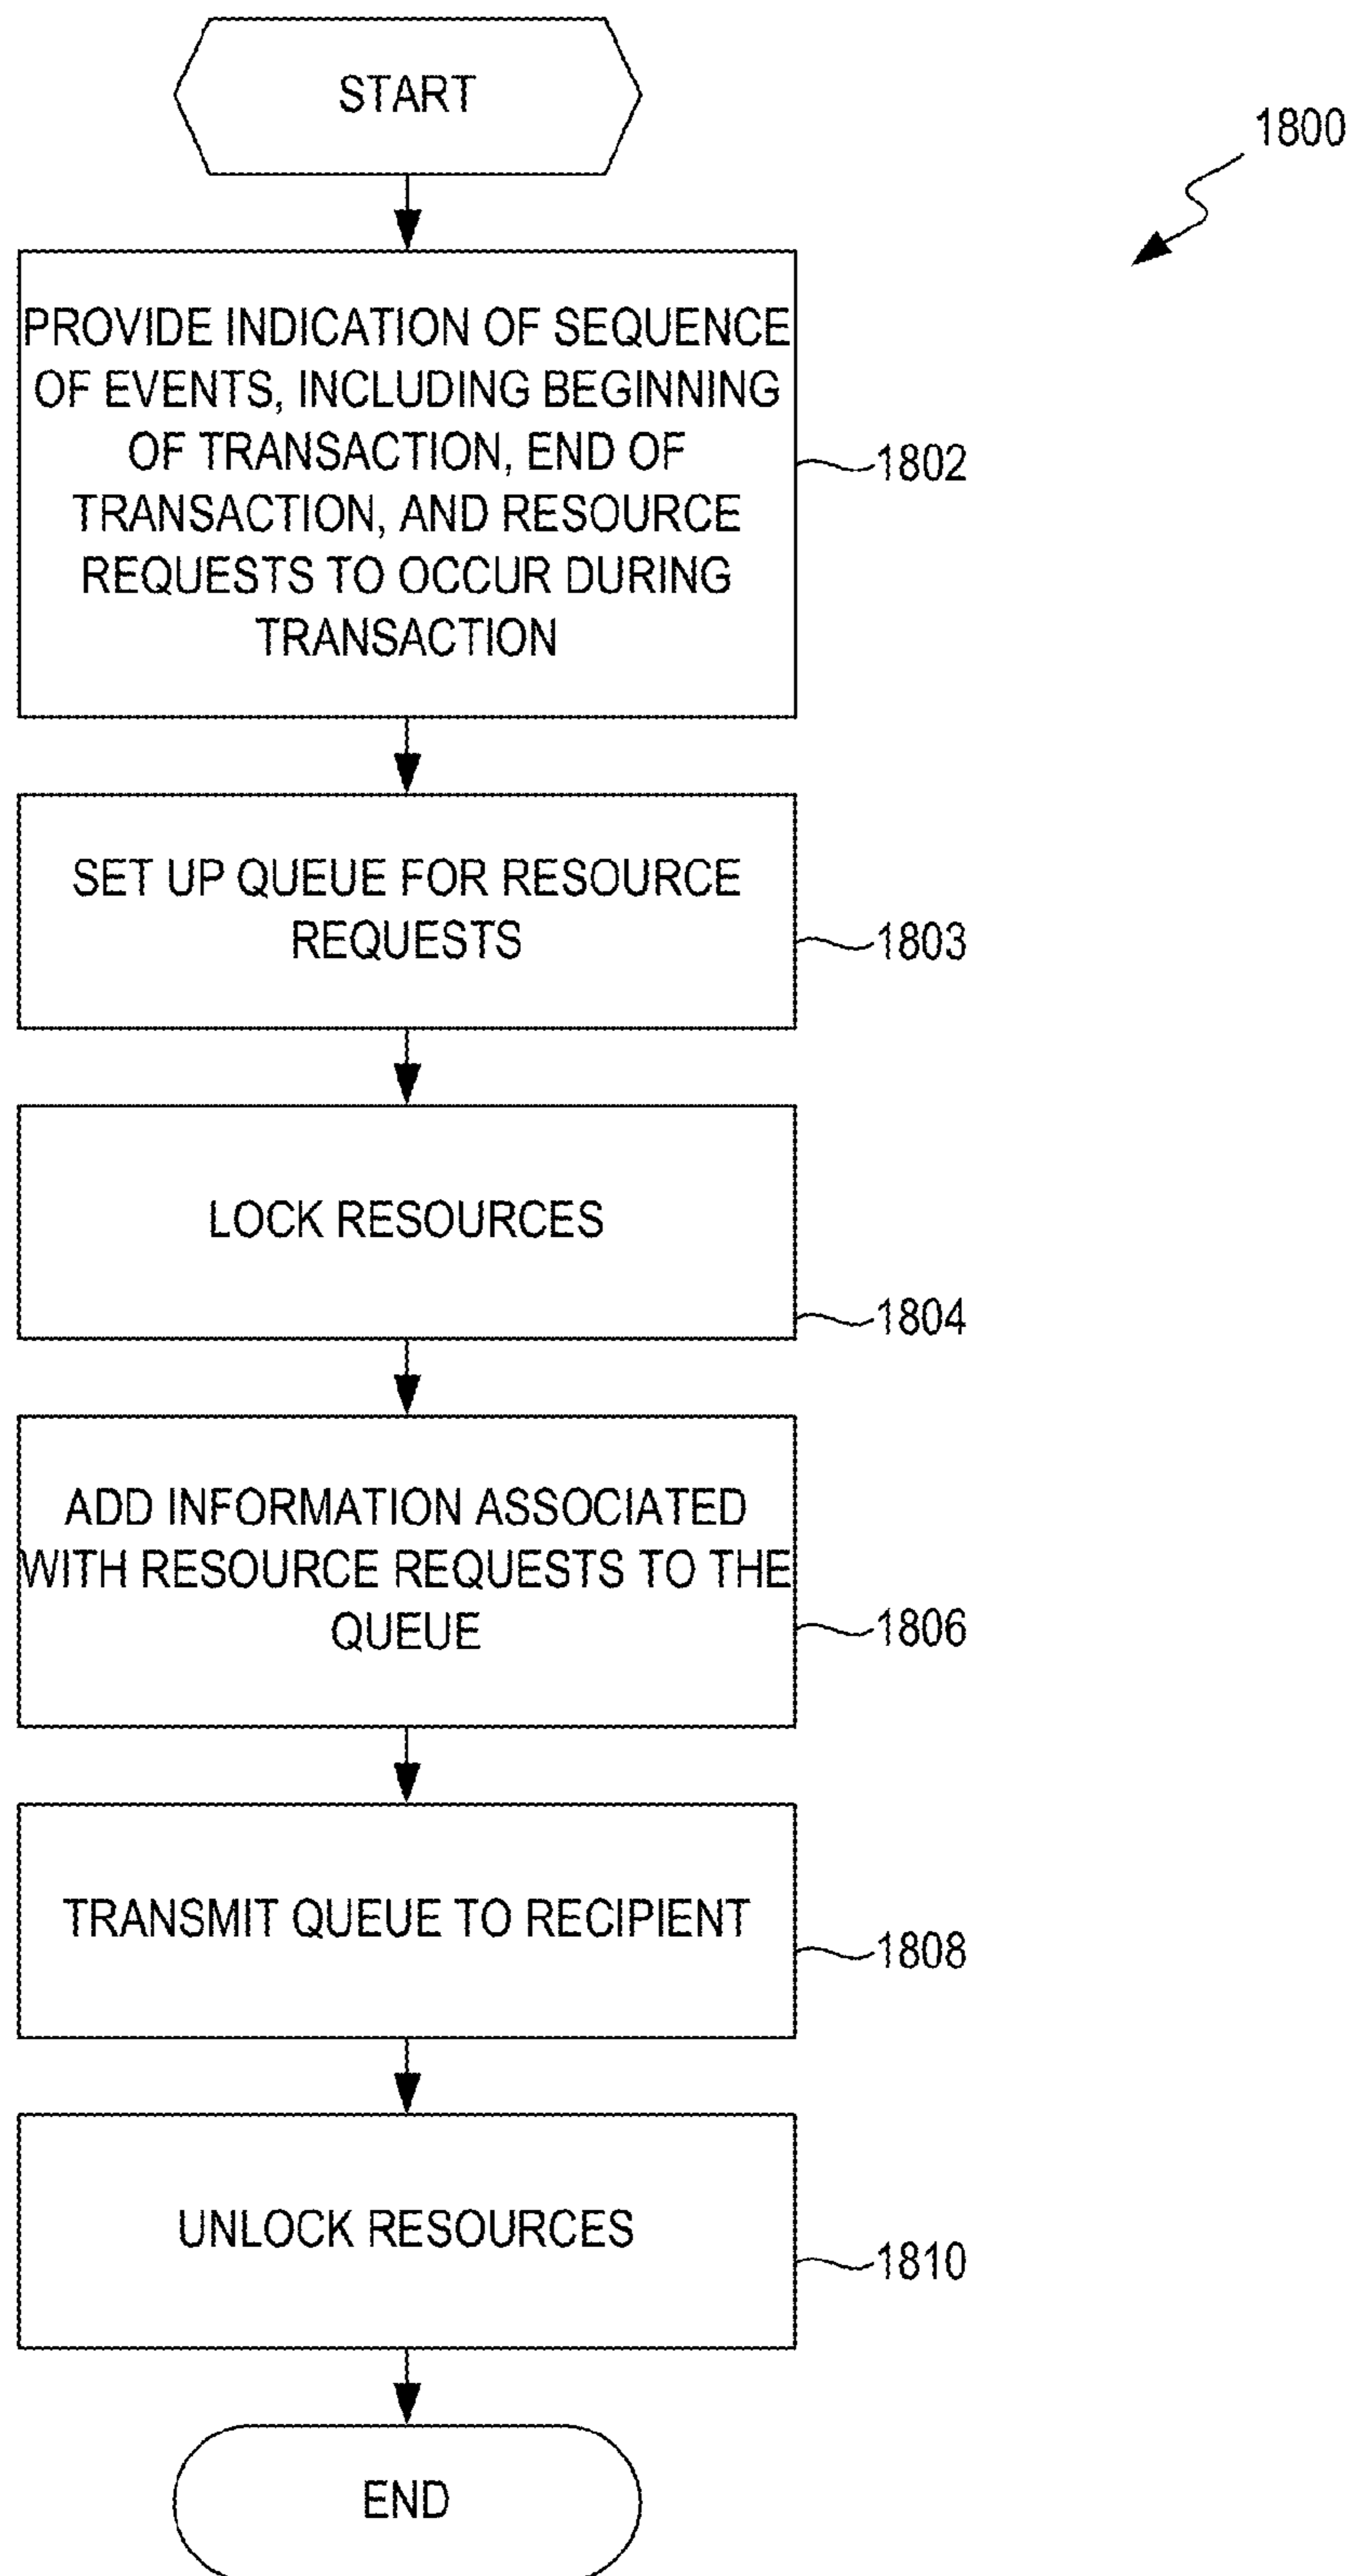 START
1800
PROVIDE INDICATION OF SEQUENCE
OF EVENTS, INCLUDING BEGINNING
OF TRANSACTION, END OF
TRANSACTION, AND RESOURCE
REQUESTS TO OCCUR DURING
TRANSACTION
1802
SET UP QUEUE FOR RESOURCE
REQUESTS
1803
LOCK RESOURCES
1804
ADD INFORMATION ASSOCIATED
WITH RESOURCE REQUESTS TO THE
QUEUE
1806
TRANSMIT QUEUE TO RECIPIENT
1808
UNLOCK RESOURCES
1810
END